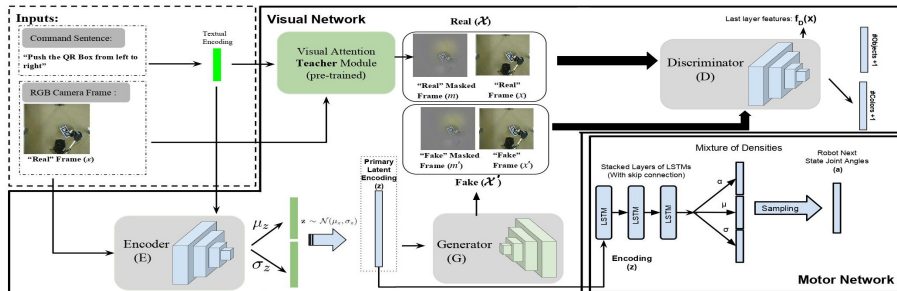 Inputs:
Command Sentence:
"Push the QR Box from left to
right"
RGB Camera Frame :
"Real" Frame (x)
Textual
Encoding
Visual Network
Visual Attention
Teacher Module
(pre-trained)
Real (𝒳)
"Real" Masked
Frame (m)
"Real"
Frame (x)
"Fake" Masked
Frame (m')
"Fake"
Frame (x')
Fake (𝒳')
Last layer features: f_D(x)
Discriminator
(D)
#Objects +1
#Colors +1
Encoder
(E)
μ_z
σ_z
z ∼ 𝒩(μ_z, σ_z)
Primary
Latent
Encoding
(z)
Generator
(G)
Mixture of Densities
Stacked Layers of LSTMs
(With skip connection)
LSTM
LSTM
LSTM
Encoding
(z)
α
μ
σ
Sampling
Robot Next
State Joint Angles
(a)
Motor Network